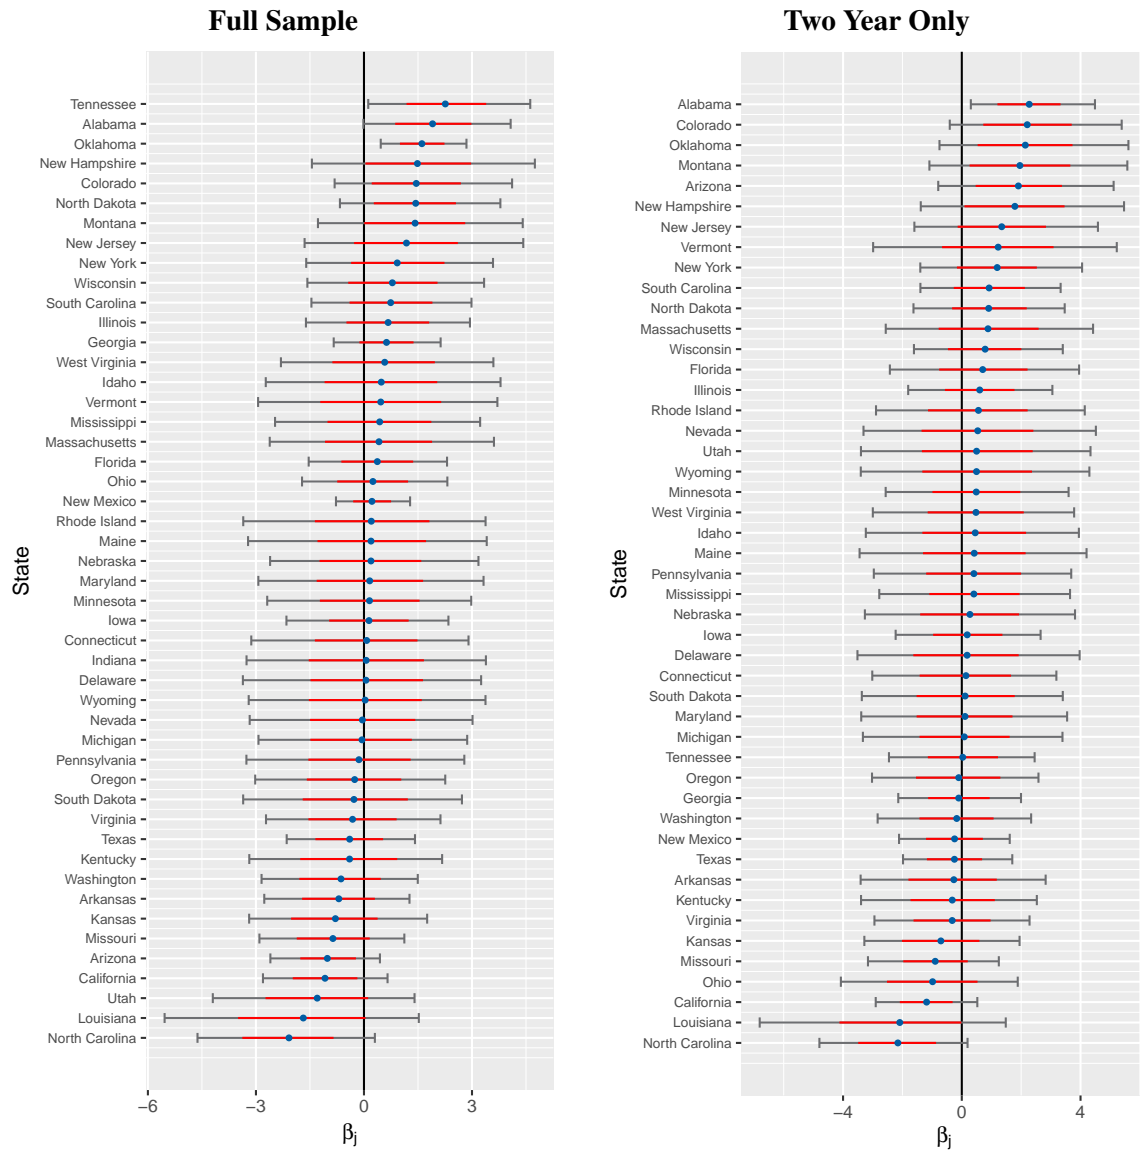 Full Sample
Tennessee
Alabama
Oklahoma
New Hampshire
Colorado
North Dakota
Montana
New Jersey
New York
Wisconsin
South Carolina
Illinois
Georgia
West Virginia
Idaho
Vermont
Mississippi
Massachusetts
Florida
Ohio
New Mexico
Rhode Island
Maine
Nebraska
Maryland
Minnesota
Iowa
Connecticut
Indiana
Delaware
Wyoming
Nevada
Michigan
Pennsylvania
Oregon
South Dakota
Virginia
Texas
Kentucky
Washington
Arkansas
Kansas
Missouri
Arizona
California
Utah
Louisiana
North Carolina
State
−6 −3 0 3
βj
Two Year Only
Alabama
Colorado
Oklahoma
Montana
Arizona
New Hampshire
New Jersey
Vermont
New York
South Carolina
North Dakota
Massachusetts
Wisconsin
Florida
Illinois
Rhode Island
Nevada
Utah
Wyoming
Minnesota
West Virginia
Idaho
Maine
Pennsylvania
Mississippi
Nebraska
Iowa
Delaware
Connecticut
South Dakota
Maryland
Michigan
Tennessee
Oregon
Georgia
Washington
New Mexico
Texas
Arkansas
Kentucky
Virginia
Kansas
Missouri
Ohio
California
Louisiana
North Carolina
State
−4 0 4
βj